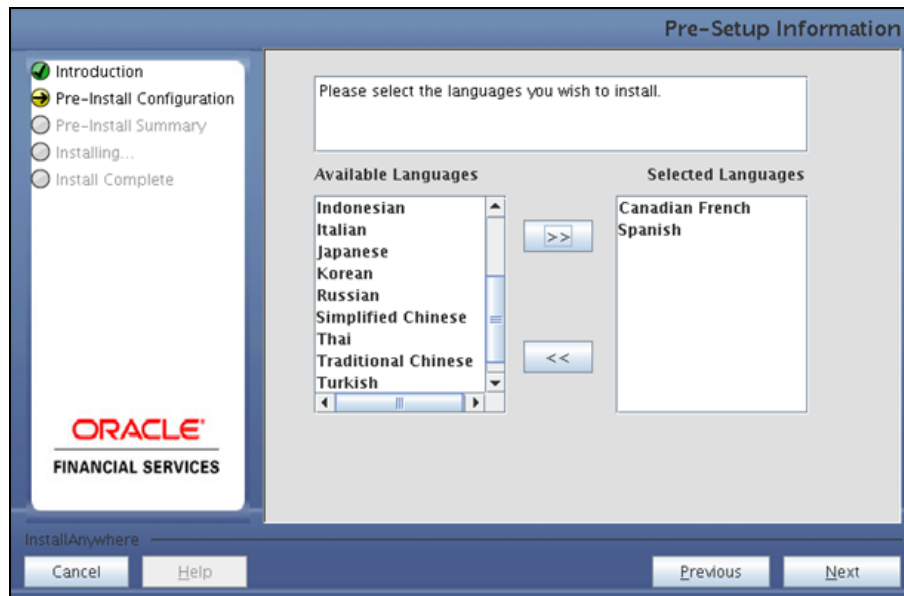 Pre-Setup Information
Introduction
Pre-Install Configuration
Pre-Install Summary
Installing...
Install Complete
ORACLE'
FINANCIAL SERVICES
Please select the languages you wish to install.
Available Languages
Indonesian
Italian
Japanese
Korean
Russian
Simplified Chinese
Thai
Traditional Chinese
Turkish
>>
<<
Selected Languages
Canadian French
Spanish
InstallAnywhere
Cancel
Help
Previous
Next